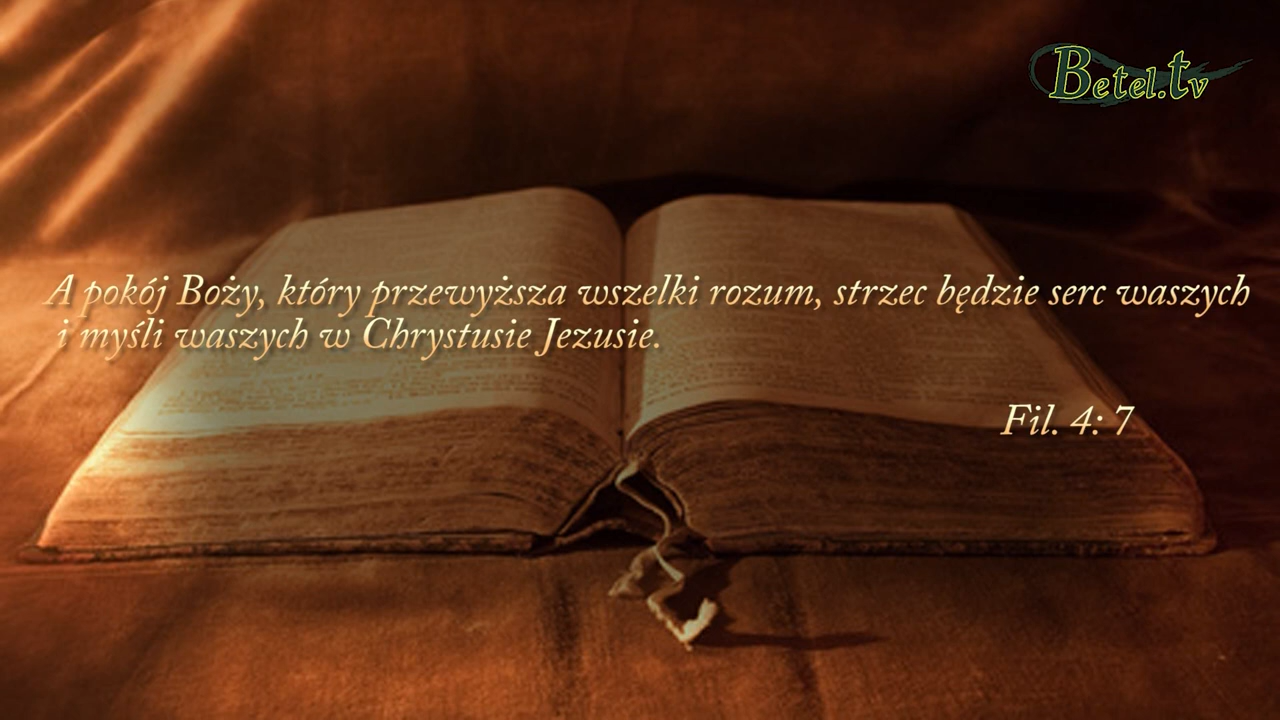 Betel.tv
A pokój Boży, który przewyższa wszelki rozum, strzec będzie serc waszych
i myśli waszych w Chrystusie Jezusie.
Fil. 4: 7